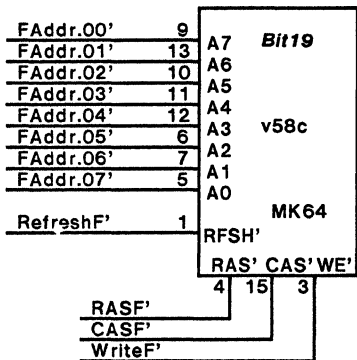 FAddr.00' 9 A7 Bit19
FAddr.01' 13 A6
FAddr.02' 10 A5
FAddr.03' 11 A4
FAddr.04' 12 A3 v58c
FAddr.05' 6 A2
FAddr.06' 7 A1
FAddr.07' 5 A0
MK64
RefreshF' 1 RFSH'
RAS' CAS' WE'
4 15 3
RASF'
CASF'
WriteF'